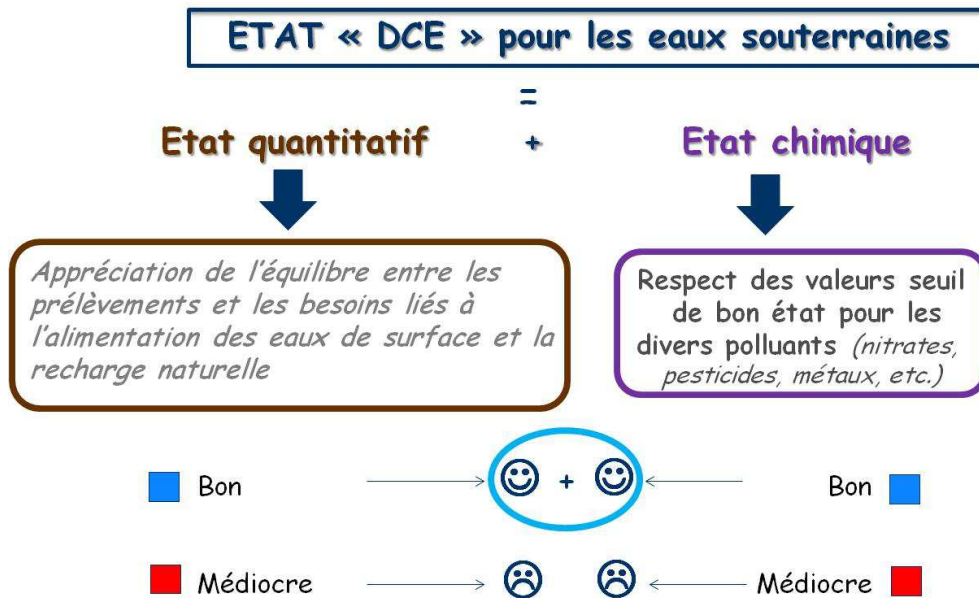 ETAT « DCE » pour les eaux souterraines
=
Etat quantitatif + Etat chimique
Appréciation de l'équilibre entre les
prélèvements et les besoins liés à
l'alimentation des eaux de surface et la
recharge naturelle
Respect des valeurs seuil
de bon état pour les
divers polluants (nitrates,
pesticides, métaux, etc.)
Bon + Bon
Médiocre Médiocre